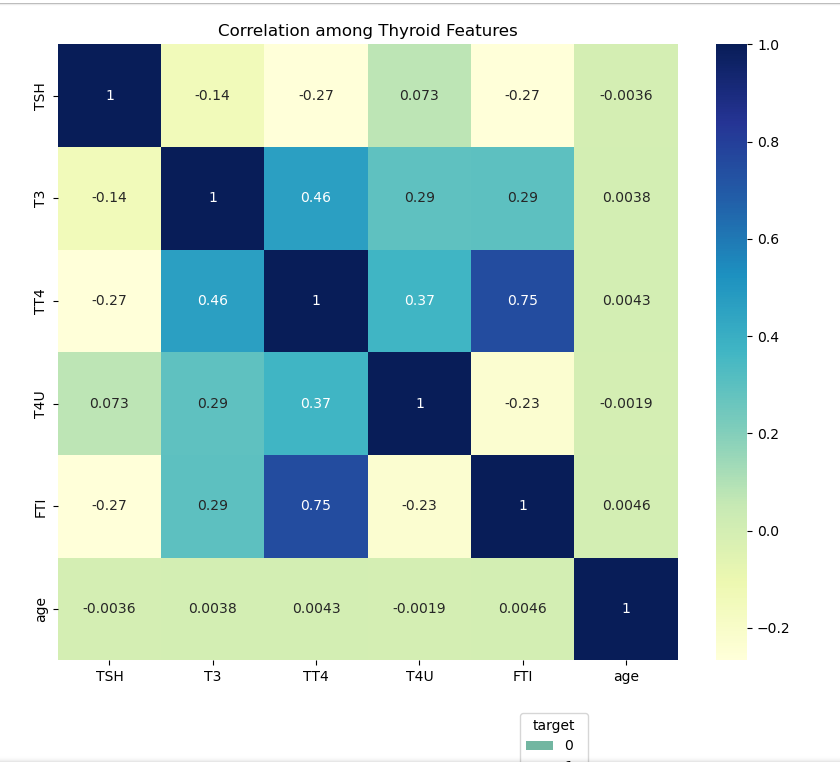 Correlation among Thyroid Features
TSH 1 -0.14 -0.27 0.073 -0.27 -0.0036
T3 -0.14 1 0.46 0.29 0.29 0.0038
TT4 -0.27 0.46 1 0.37 0.75 0.0043
T4U 0.073 0.29 0.37 1 -0.23 -0.0019
FTI -0.27 0.29 0.75 -0.23 1 0.0046
age -0.0036 0.0038 0.0043 -0.0019 0.0046 1
TSH T3 TT4 T4U FTI age
1.0
0.8
0.6
0.4
0.2
0.0
−0.2
target
0